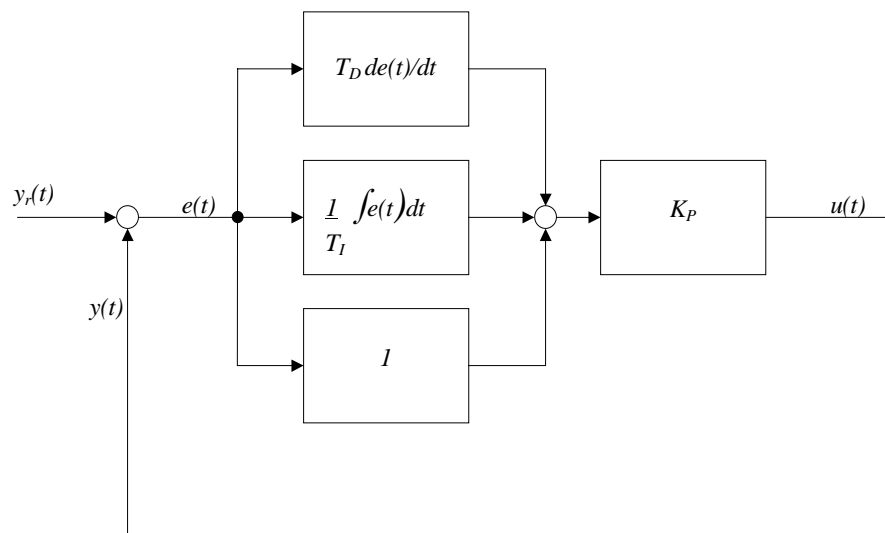 T_D de(t)/dt
y_r(t)
e(t)
1 ∫e(t)dt
T_I
K_P
u(t)
y(t)
1